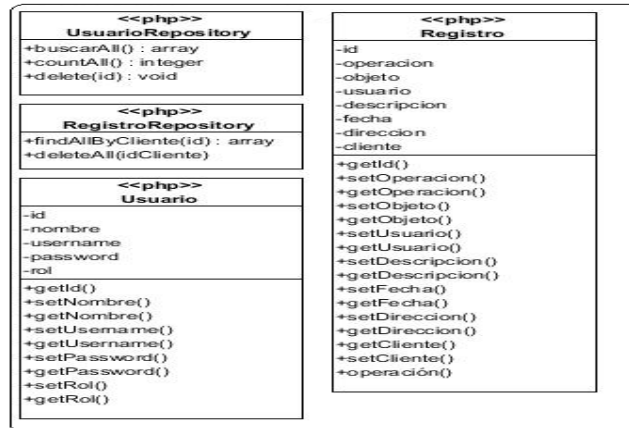 <<php>>
UsuarioRepository
+buscarAll() : array
+countAll() : integer
+delete(id) : void
<<php>>
RegistroRepository
+findAllByCliente(id) : array
+deleteAll(idCliente)
<<php>>
Usuario
-id
-nombre
-username
-password
-rol
+getId()
+setNombre()
+getNombre()
+setUsername()
+getUsername()
+setPassword()
+getPassword()
+setRol()
+getRol()
<<php>>
Registro
-id
-operacion
-objeto
-usuario
-descripcion
-fecha
-direccion
-cliente
+getId()
+setOperacion()
+getOperacion()
+setObjeto()
+getObjeto()
+setUsuario()
+getUsuario()
+setDescripcion()
+getDescripcion()
+setFecha()
+getFecha()
+setDireccion()
+getDireccion()
+getCliente()
+setCliente()
+operación()